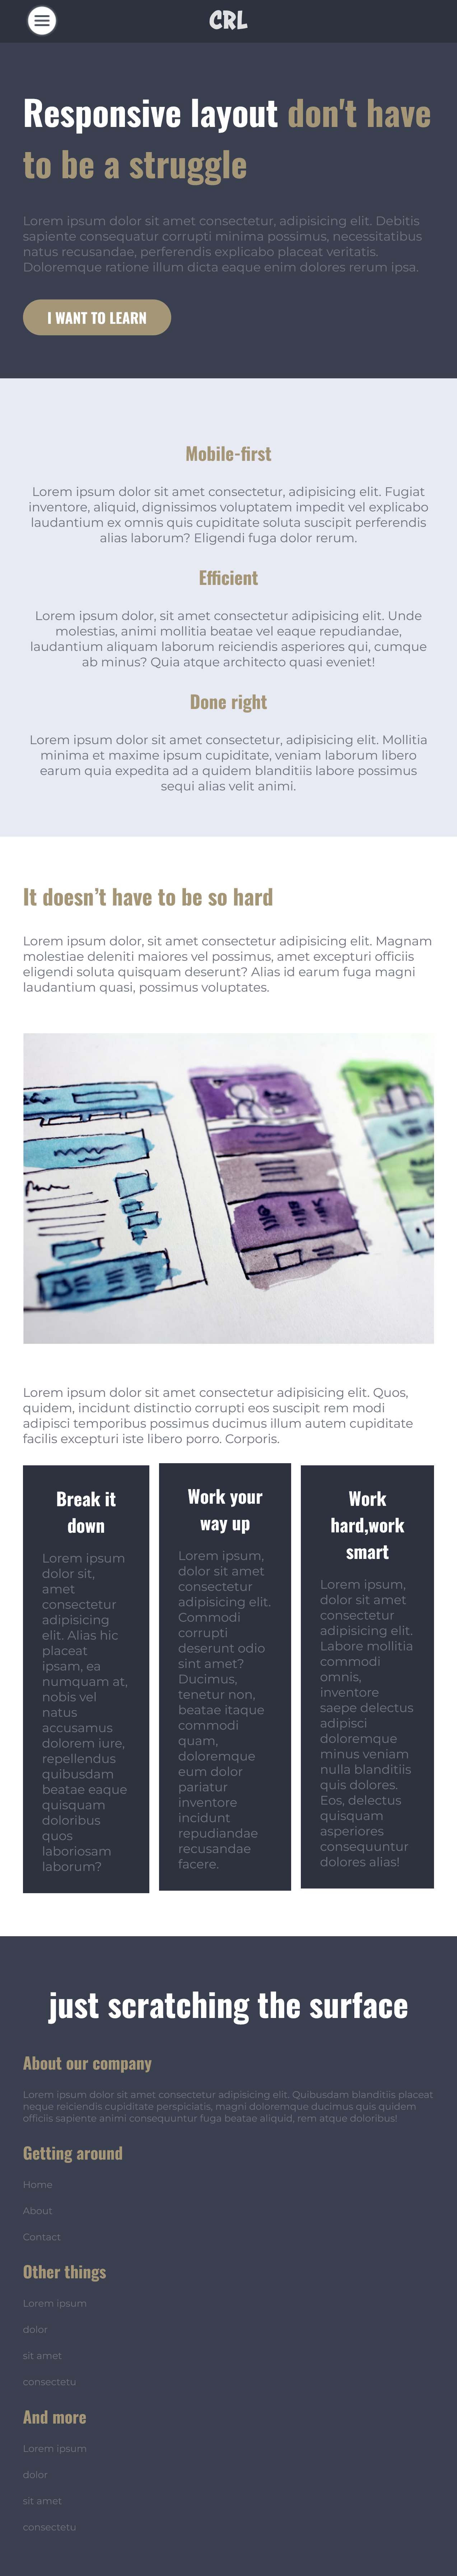 CRL
Responsive layout don't have
to be a struggle
Lorem ipsum dolor sit amet consectetur, adipisicing elit. Debitis
sapiente consequatur corrupti minima possimus, necessitatibus
natus recusandae, perferendis explicabo placeat veritatis.
Doloremque ratione illum dicta eaque enim dolores rerum ipsa.
I WANT TO LEARN
Mobile-first
Lorem ipsum dolor sit amet consectetur, adipisicing elit. Fugiat
inventore, aliquid, dignissimos voluptatem impedit vel explicabo
laudantium ex omnis quis cupiditate soluta suscipit perferendis
alias laborum? Eligendi fuga dolor rerum.
Efficient
Lorem ipsum dolor, sit amet consectetur adipisicing elit. Unde
molestias, animi mollitia beatae vel eaque repudiandae,
laudantium aliquam laborum reiciendis asperiores qui, cumque
ab minus? Quia atque architecto quasi eveniet!
Done right
Lorem ipsum dolor sit amet consectetur, adipisicing elit. Mollitia
minima et maxime ipsum cupiditate, veniam laborum libero
earum quia expedita ad a quidem blanditiis labore possimus
sequi alias velit animi.
It doesn’t have to be so hard
Lorem ipsum dolor, sit amet consectetur adipisicing elit. Magnam
molestiae deleniti maiores vel possimus, amet excepturi officiis
eligendi soluta quisquam deserunt? Alias id earum fuga magni
laudantium quasi, possimus voluptates.
Lorem ipsum dolor sit amet consectetur adipisicing elit. Quos,
quidem, incidunt distinctio corrupti eos suscipit rem modi
adipisci temporibus possimus ducimus illum autem cupiditate
facilis excepturi iste libero porro. Corporis.
Break it
down
Lorem ipsum
dolor sit,
amet
consectetur
adipisicing
elit. Alias hic
placeat
ipsam, ea
numquam at,
nobis vel
natus
accusamus
dolorem iure,
repellendus
quibusdam
beatae eaque
quisquam
doloribus
quos
laboriosam
laborum?
Work your
way up
Lorem ipsum,
dolor sit amet
consectetur
adipisicing elit.
Commodi
corrupti
deserunt odio
sint amet?
Ducimus,
tenetur non,
beatae itaque
commodi
quam,
doloremque
eum dolor
pariatur
inventore
incidunt
repudiandae
recusandae
facere.
Work
hard,work
smart
Lorem ipsum,
dolor sit amet
consectetur
adipisicing elit.
Labore mollitia
commodi
omnis,
inventore
saepe delectus
adipisci
doloremque
minus veniam
nulla blanditiis
quis dolores.
Eos, delectus
quisquam
asperiores
consequuntur
dolores alias!
just scratching the surface
About our company
Lorem ipsum dolor sit amet consectetur adipisicing elit. Quibusdam blanditiis placeat
neque reiciendis cupiditate perspiciatis, magni doloremque ducimus quis quidem
officiis sapiente animi consequuntur fuga beatae aliquid, rem atque doloribus!
Getting around
Home
About
Contact
Other things
Lorem ipsum
dolor
sit amet
consectetu
And more
Lorem ipsum
dolor
sit amet
consectetu